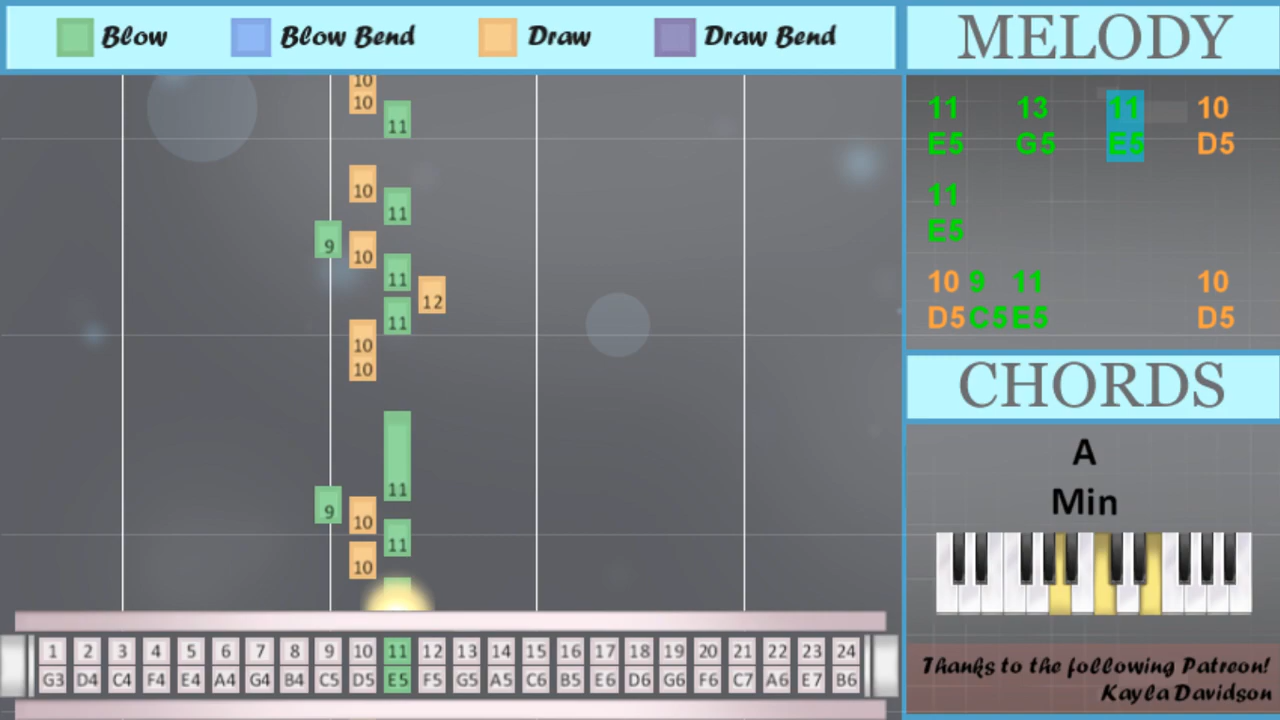 Blow Blow Bend Draw Draw Bend
MELODY
10
10
11
10
11
9
10
11
12
11
10
10
11
9
10
11
10
11 13 11 10
E5 G5 E5 D5
11
E5
10 9 11 10
D5 C5 E5 D5
CHORDS
A
Min
1 2 3 4 5 6 7 8 9 10 11 12 13 14 15 16 17 18 19 20 21 22 23 24
G3 D4 C4 F4 E4 A4 G4 B4 C5 D5 E5 F5 G5 A5 C6 B5 E6 D6 G6 F6 C7 A6 E7 B6
Thanks to the following Patreon!
Kayla Davidson